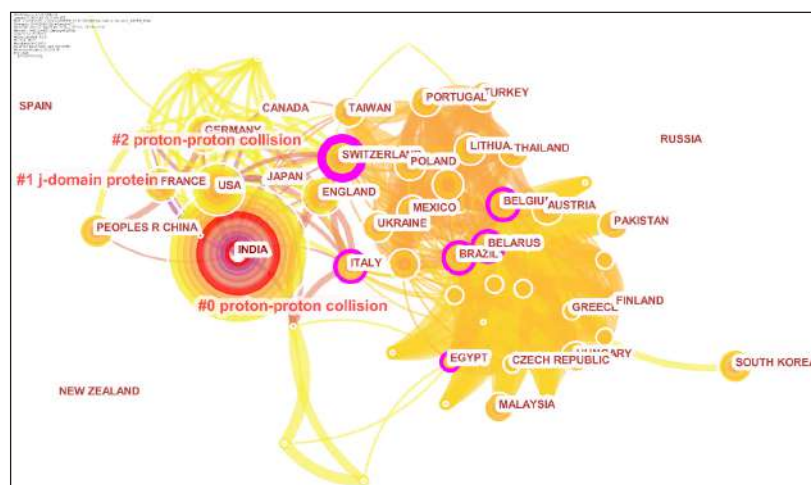 SPAIN
CANADA
TAIWAN
PORTUGAL
TURKEY
GERMANY
#2 proton-proton collision
SWITZERLAND
LITHUA
THAILAND
RUSSIA
POLAND
#1 j-domain protein
FRANCE
JAPAN
USA
ENGLAND
MEXICO
BELGIU
AUSTRIA
PEOPLES R CHINA
UKRAINE
PAKISTAN
INDIA
ITALY
BRAZIL
BELARUS
#0 proton-proton collision
GREECE
FINLAND
EGYPT
CZECH REPUBLIC
HUNGARY
SOUTH KOREA
NEW ZEALAND
MALAYSIA